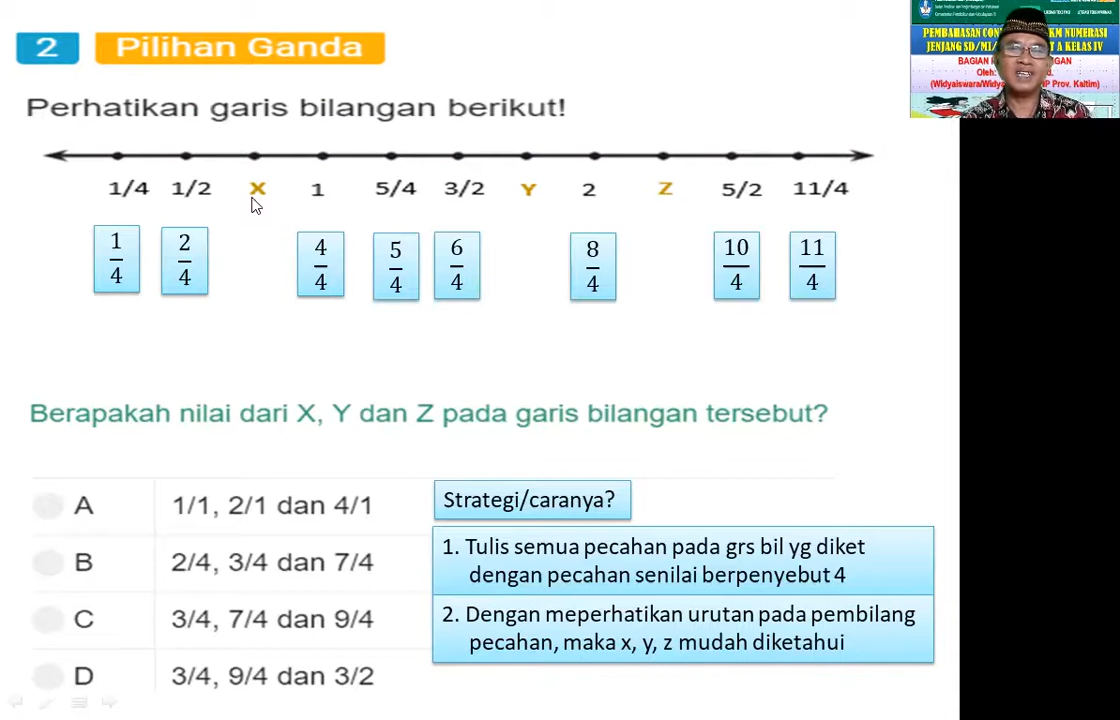 2 Pilihan Ganda
PEMBAHASAN
KM NUMERASI
JENJANG SD/MI
A KELAS IV
Oleh:
(Widyaiswara
Prov. Kaltim)
Perhatikan garis bilangan berikut!
1/4 1/2 X 1 5/4 3/2 Y 2 Z 5/2 11/4
1/4 2/4 4/4 5/4 6/4 8/4 10/4 11/4
Berapakah nilai dari X, Y dan Z pada garis bilangan tersebut?
A 1/1, 2/1 dan 4/1
B 2/4, 3/4 dan 7/4
C 3/4, 7/4 dan 9/4
D 3/4, 9/4 dan 3/2
Strategi/caranya?
1. Tulis semua pecahan pada grs bil yg diket
dengan pecahan senilai berpenyebut 4
2. Dengan meperhatikan urutan pada pembilang
pecahan, maka x, y, z mudah diketahui